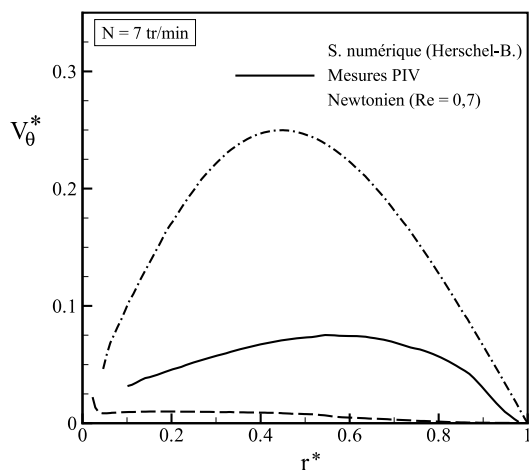 N = 7 tr/min
S. numérique (Herschel-B.)
Mesures PIV
Newtonien (Re = 0,7)
0.3
V*θ
0.2
0.1
0
0 0.2 0.4 0.6 0.8 1
r*